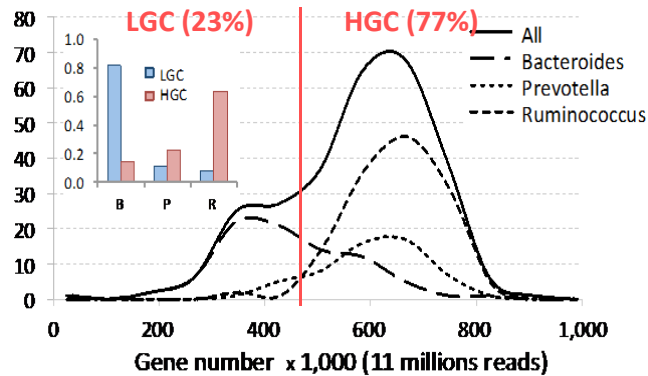 LGC (23%) HGC (77%)
80
70
60
50
40
30
20
10
0
1.0
0.8
0.6
0.4
0.2
0.0
LGC
HGC
B P R
All
Bacteroides
Prevotella
Ruminococcus
0 200 400 600 800 1,000
Gene number x 1,000 (11 millions reads)